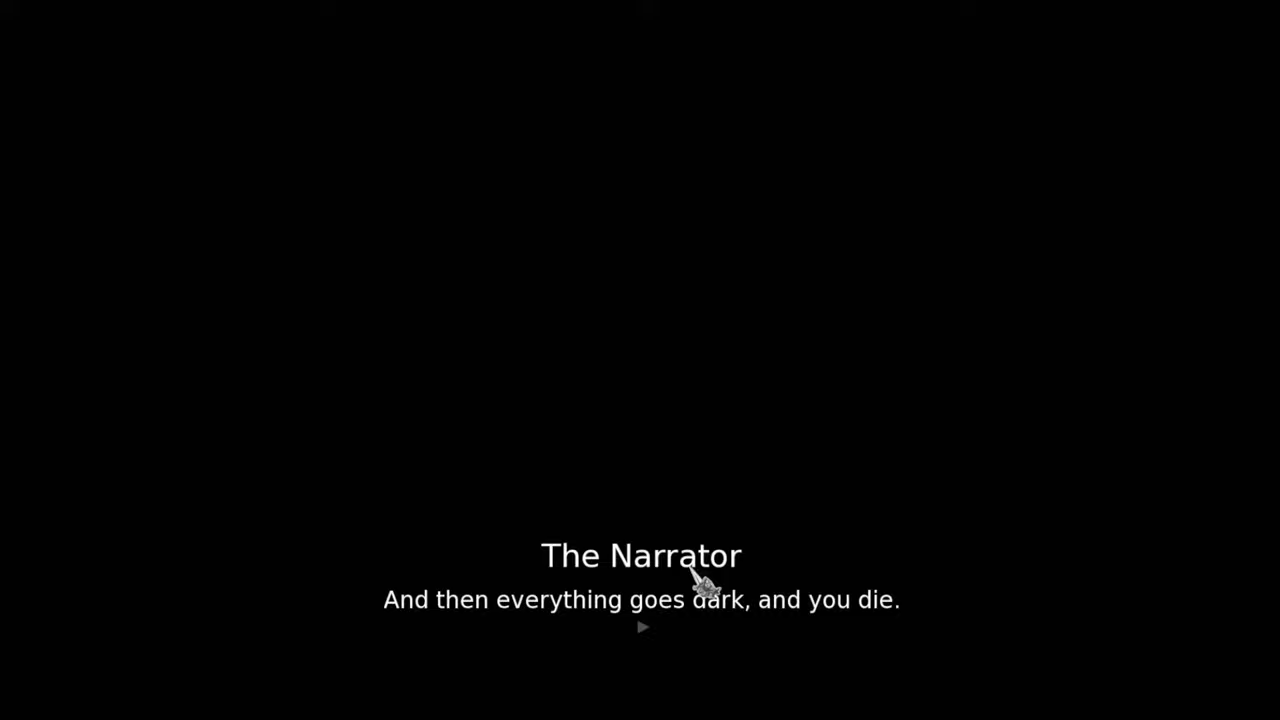 The Narrator
And then everything goes dark, and you die.